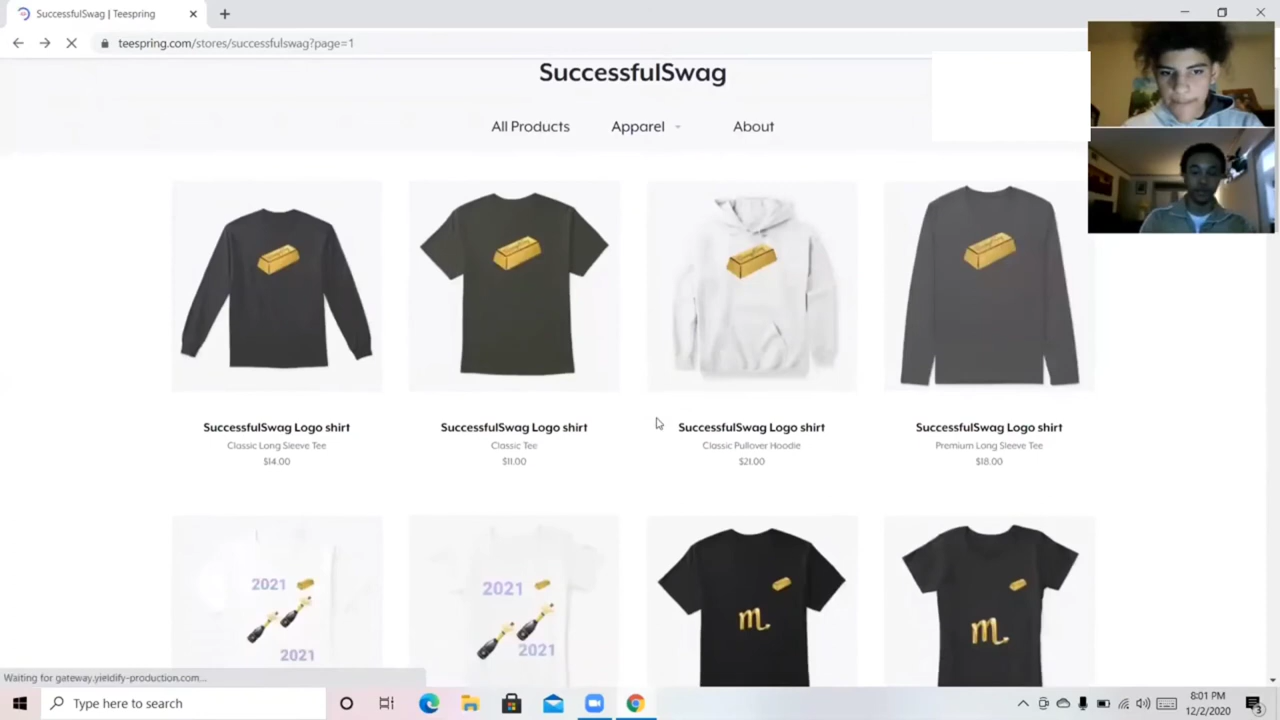 SuccessfulSwag | Teespring
teespring.com/stores/successfulswag?page=1
SuccessfulSwag
All Products Apparel About
SuccessfulSwag Logo shirt
Classic Long Sleeve Tee
$14.00
SuccessfulSwag Logo shirt
Classic Tee
$11.00
SuccessfulSwag Logo shirt
Classic Pullover Hoodie
$21.00
SuccessfulSwag Logo shirt
Premium Long Sleeve Tee
$18.00
2021
2021
2021
2021
m
m
Waiting for gateway.yieldify-production.com...
Type here to search
8:01 PM
12/2/2020
3